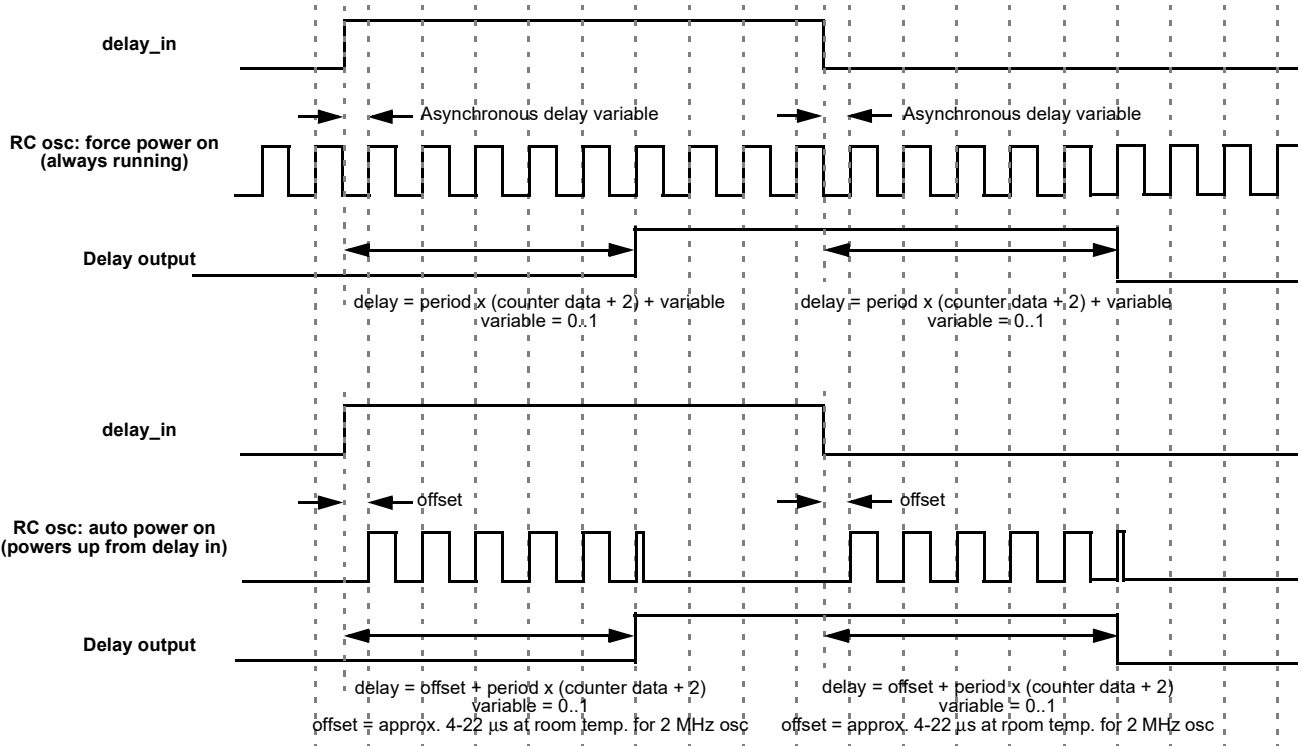 delay_in
Asynchronous delay variable
Asynchronous delay variable
RC osc: force power on
(always running)
Delay output
delay = period x (counter data + 2) + variable
variable = 0..1
delay = period x (counter data + 2) + variable
variable = 0..1
delay_in
offset
offset
RC osc: auto power on
(powers up from delay in)
Delay output
delay = offset + period x (counter data + 2)
variable = 0..1
offset = approx. 4-22 μs at room temp. for 2 MHz osc
delay = offset + period x (counter data + 2)
variable = 0..1
offset = approx. 4-22 μs at room temp. for 2 MHz osc